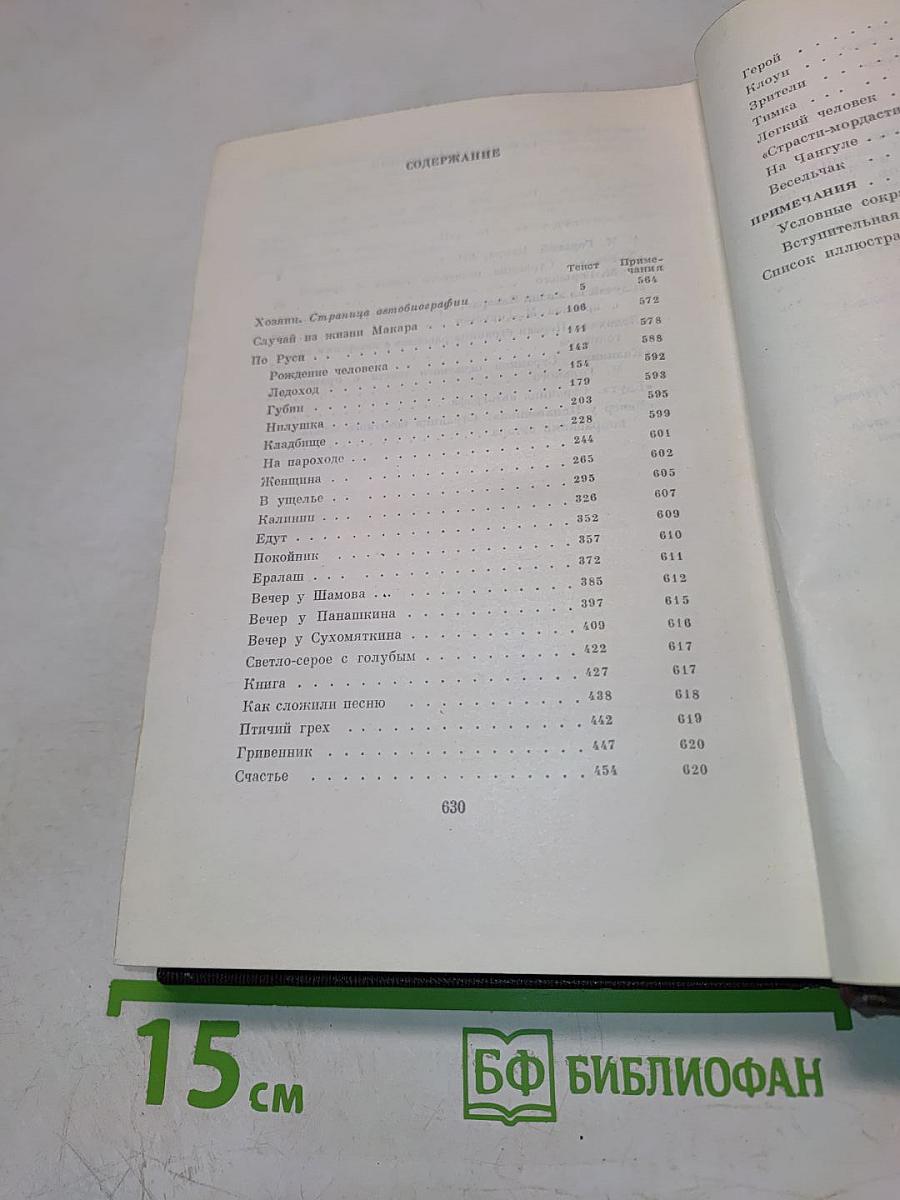 СОДЕРЖАНИЕ
Текст Приме-
чания
Хозяин. Страница автобиографии . . . . . . . 5 564
Случай из жизни Макара . . . . . . . . . 106 572
По Руси . . . . . . . . . . . . . . . 141 578
Рождение человека . . . . . . . . . . 143 588
Ледоход . . . . . . . . . . . . . . 154 592
Губин . . . . . . . . . . . . . . . 179 593
Нилушка . . . . . . . . . . . . . . 203 595
Кладбище . . . . . . . . . . . . . 228 599
На пароходе . . . . . . . . . . . . 244 601
Женщина . . . . . . . . . . . . . . 265 602
В ущелье . . . . . . . . . . . . . 295 605
Калинин . . . . . . . . . . . . . . 326 607
Едут . . . . . . . . . . . . . . . 352 609
Покойник . . . . . . . . . . . . . 357 610
Ералаш . . . . . . . . . . . . . . 372 611
Вечер у Шамова . . . . . . . . . . . 385 612
Вечер у Панашкина . . . . . . . . . . 397 615
Вечер у Сухомяткина . . . . . . . . . 409 616
Светло-серое с голубым . . . . . . . . 422 617
Книга . . . . . . . . . . . . . . . 427 617
Как сложили песню . . . . . . . . . . 438 618
Птичий грех . . . . . . . . . . . . 442 619
Гривенник . . . . . . . . . . . . . 447 620
Счастье . . . . . . . . . . . . . . 454 620
630
Герой . . . . . .
Клоун . . . . . .
Зрители . . . . .
Тимка . . . . . .
Легкий человек .
«Страсти-мордасти
На Чангуле . . .
Весельчак . . .
ПРИМЕЧАНИЯ . . .
Условные сокр
Вступительная
Список иллюстра
15 см
БФ БИБЛИОФАН